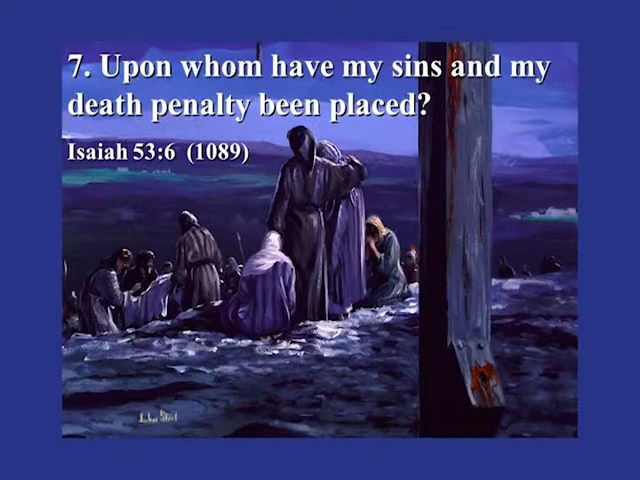 7. Upon whom have my sins and my
death penalty been placed?
Isaiah 53:6 (1089)